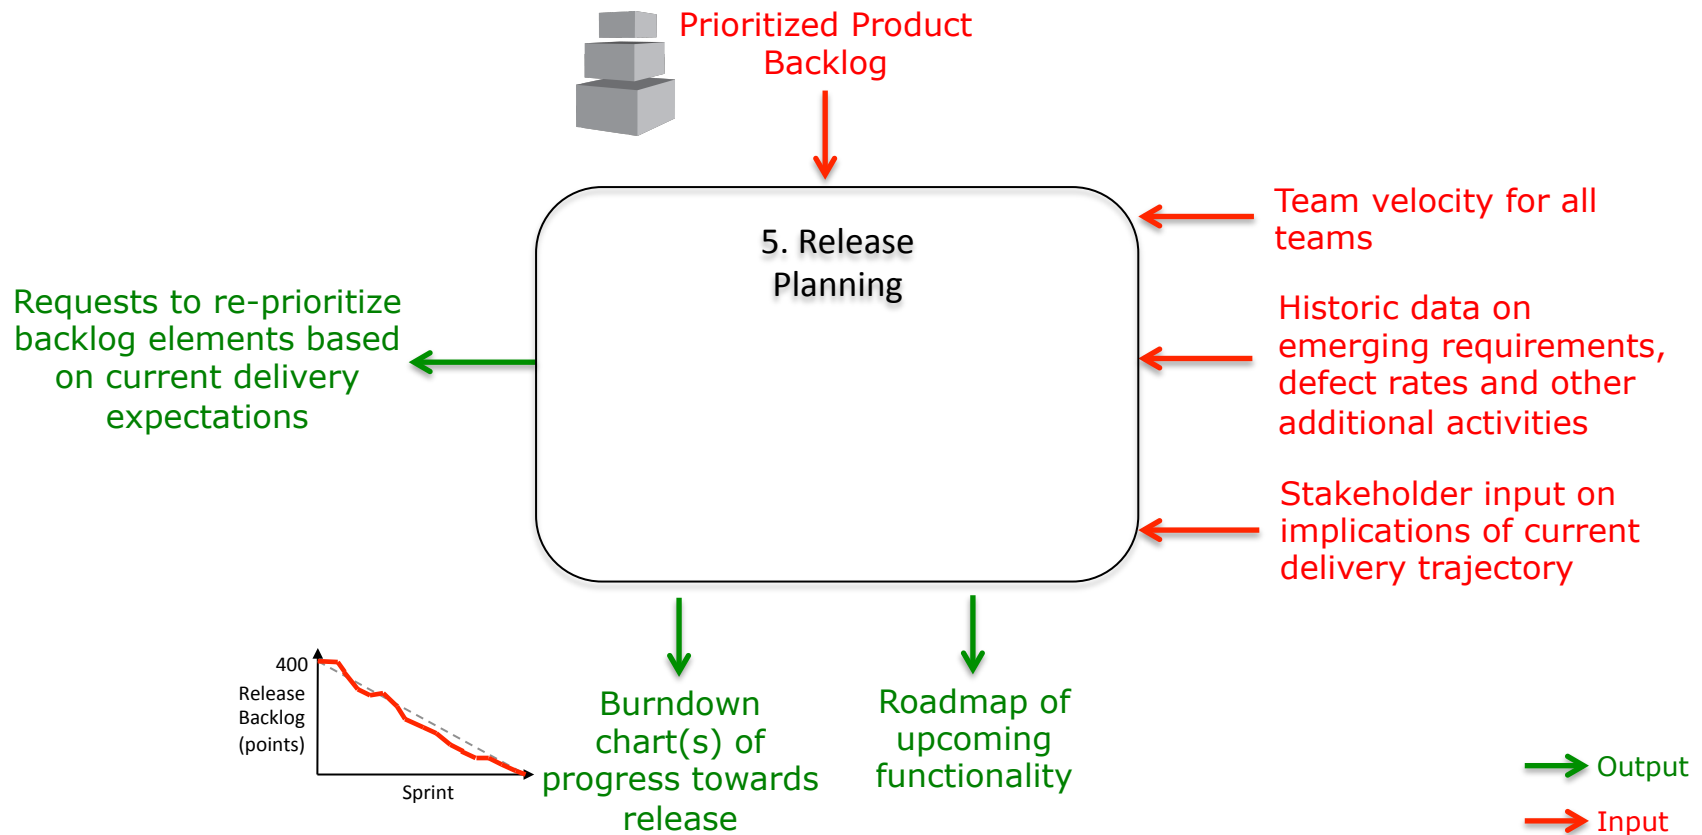 Prioritized Product
Backlog
5. Release
Planning
Team velocity for all
teams
Historic data on
emerging requirements,
defect rates and other
additional activities
Stakeholder input on
implications of current
delivery trajectory
Requests to re-prioritize
backlog elements based
on current delivery
expectations
400
Release
Backlog
(points)
Sprint
Burndown
chart(s) of
progress towards
release
Roadmap of
upcoming
functionality
Output
Input